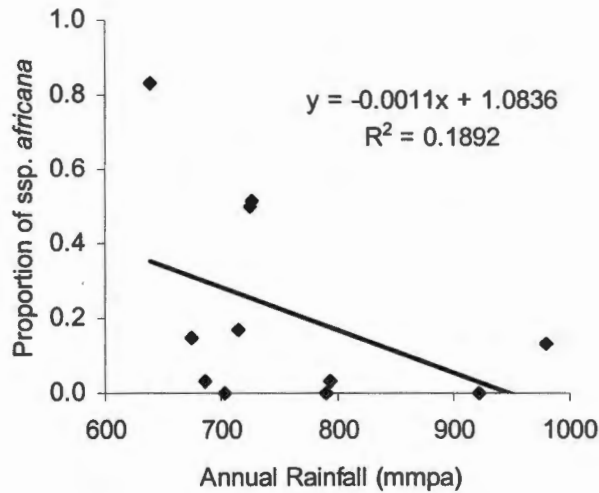 1.0
0.8
0.6
0.4
0.2
0.0
y = -0.0011x + 1.0836
R² = 0.1892
Proportion of ssp. africana
600 700 800 900 1000
Annual Rainfall (mmpa)